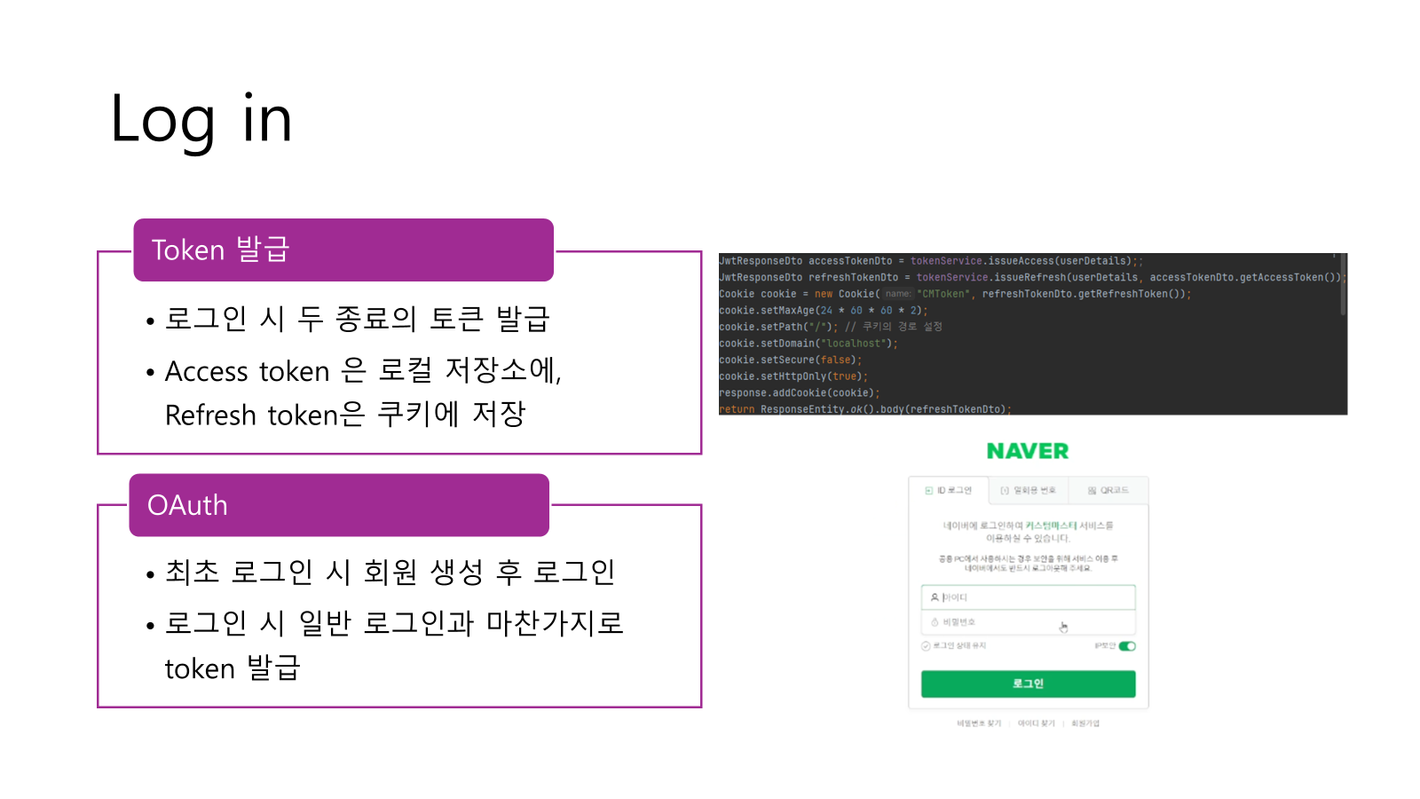 Log in
Token 발급
• 로그인 시 두 종료의 토큰 발급
• Access token 은 로컬 저장소에,
Refresh token은 쿠키에 저장
OAuth
• 최초 로그인 시 회원 생성 후 로그인
• 로그인 시 일반 로그인과 마찬가지로
token 발급
JwtResponseDto accessTokenDto = tokenService.issueAccess(userDetails);;
JwtResponseDto refreshTokenDto = tokenService.issueRefresh(userDetails, accessTokenDto.getAccessToken());
Cookie cookie = new Cookie( name: "CMToken", refreshTokenDto.getRefreshToken());
cookie.setMaxAge(24 * 60 * 60 * 2);
cookie.setPath("/"); // 쿠키의 경로 설정
cookie.setDomain("localhost");
cookie.setSecure(false);
cookie.setHttpOnly(true);
response.addCookie(cookie);
return ResponseEntity.ok().body(refreshTokenDto);
NAVER
ID 로그인 일회용 번호 QR코드
네이버에 로그인하여 커스텀마스터 서비스를
이용하실 수 있습니다.
공용 PC에서 사용하시는 경우 보안을 위해 서비스 이용 후
네이버에서도 반드시 로그아웃해 주세요.
아이디
비밀번호
로그인 상태 유지 IP보안
로그인
비밀번호 찾기 | 아이디 찾기 | 회원가입